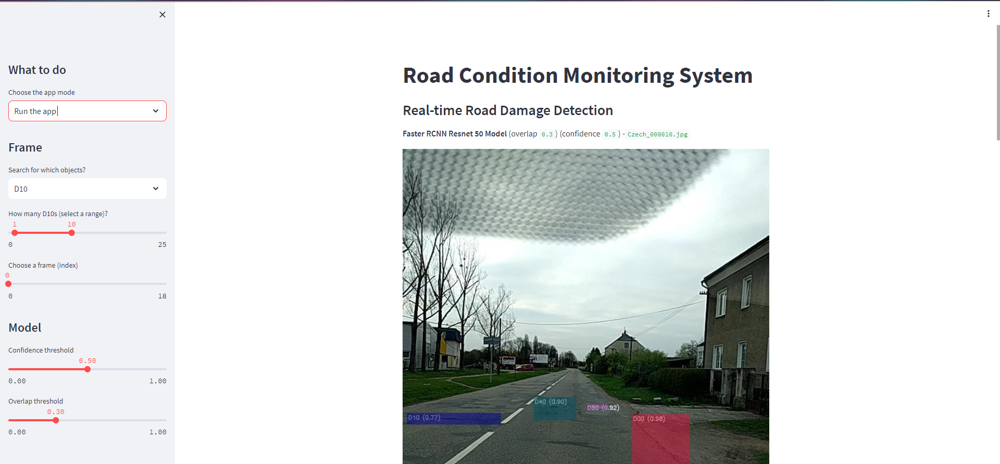 What to do
Choose the app mode
Run the app
Frame
Search for which objects?
D10
How many D10s (select a range)?
1 10
0 25
Choose a frame (index)
0
0 18
Model
Confidence threshold
0.50
0.00 1.00
Overlap threshold
0.30
0.00 1.00
Road Condition Monitoring System
Real-time Road Damage Detection
Faster RCNN Resnet 50 Model (overlap 0.3 ) (confidence 0.5 ) - Czech_000010.jpg
D40 (0.90)
D50 (0.92)
D10 (0.77)
D00 (0.98)